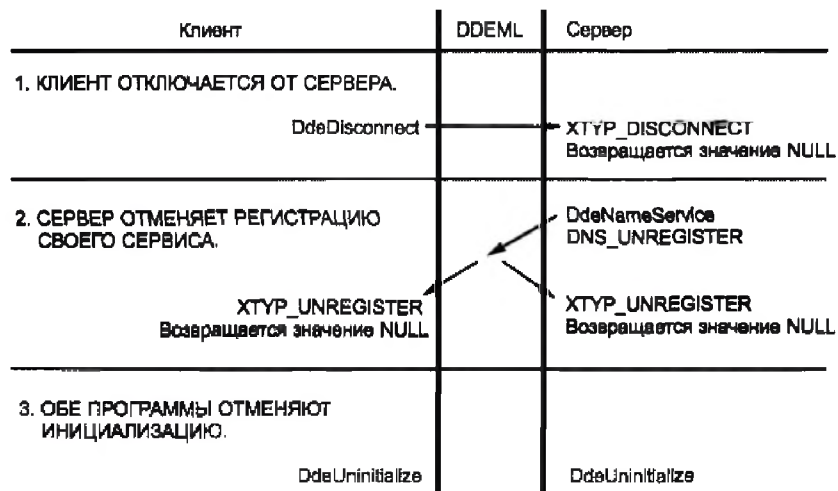 Клиент DDEML Сервер
1. КЛИЕНТ ОТКЛЮЧАЕТСЯ ОТ СЕРВЕРА.
DdeDisconnect XTYP_DISCONNECT
Возвращается значение NULL
2. СЕРВЕР ОТМЕНЯЕТ РЕГИСТРАЦИЮ
СВОЕГО СЕРВИСА.
DdeNameService
DNS_UNREGISTER
XTYP_UNREGISTER XTYP_UNREGISTER
Возвращается значение NULL Возвращается значение NULL
3. ОБЕ ПРОГРАММЫ ОТМЕНЯЮТ
ИНИЦИАЛИЗАЦИЮ.
DdeUninitialize DdeUninitialize